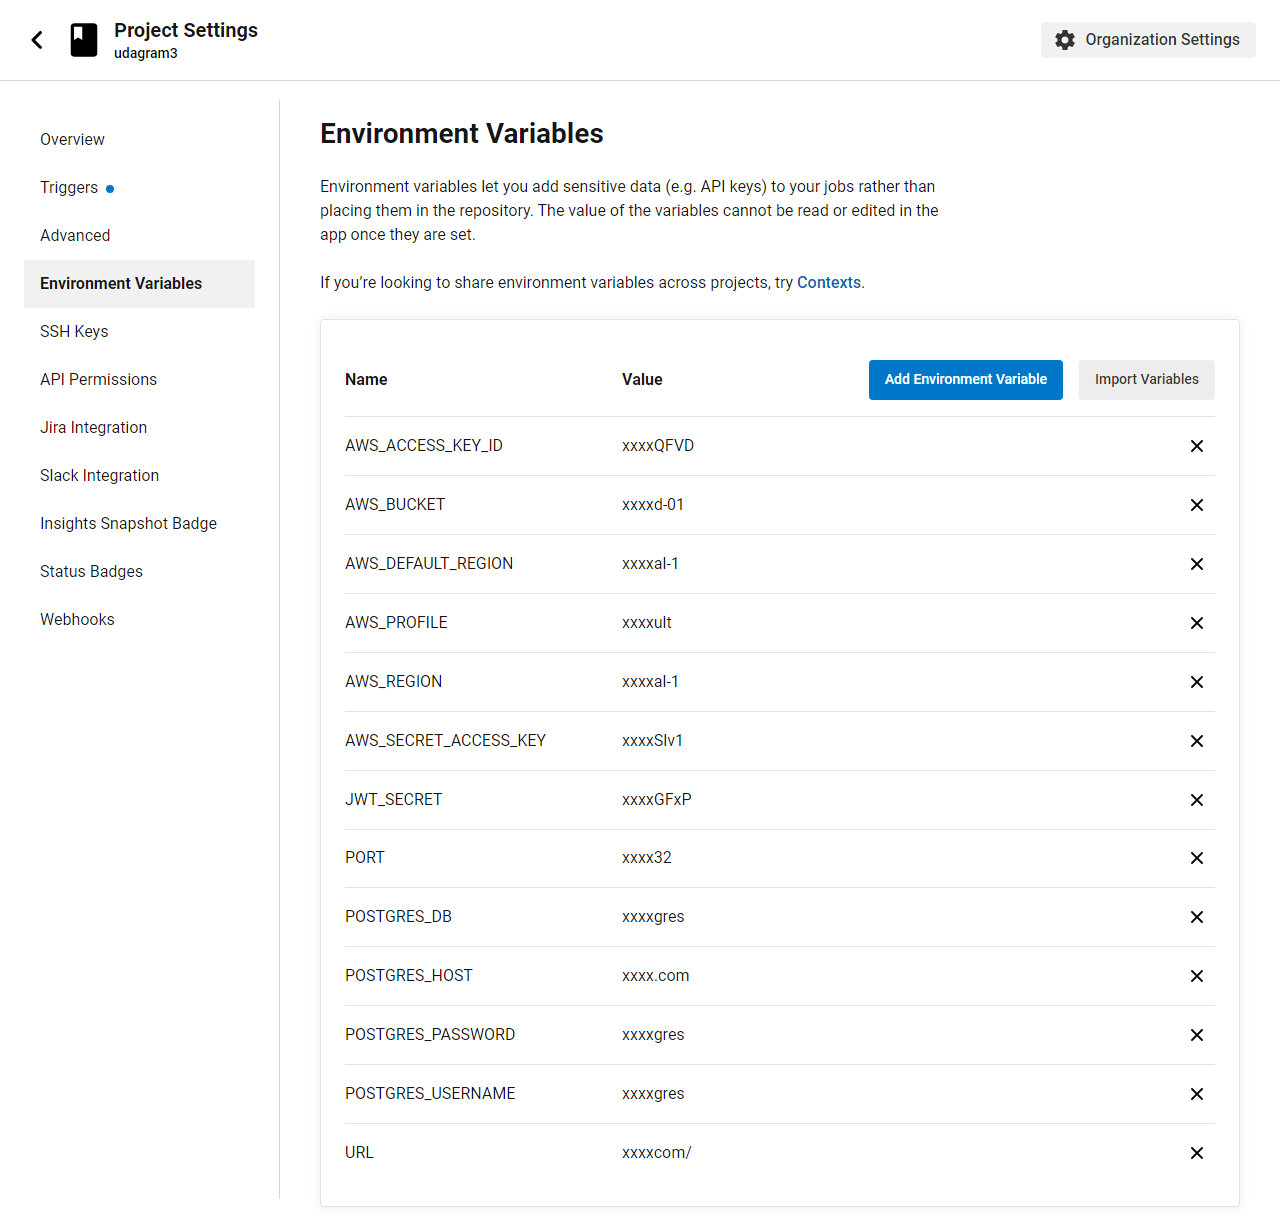 Project Settings
udagram3
Organization Settings
Overview
Triggers
Advanced
Environment Variables
SSH Keys
API Permissions
Jira Integration
Slack Integration
Insights Snapshot Badge
Status Badges
Webhooks
Environment Variables
Environment variables let you add sensitive data (e.g. API keys) to your jobs rather than
placing them in the repository. The value of the variables cannot be read or edited in the
app once they are set.
If you’re looking to share environment variables across projects, try Contexts.
Name Value Add Environment Variable Import Variables
AWS_ACCESS_KEY_ID xxxxQFVD
AWS_BUCKET xxxxd-01
AWS_DEFAULT_REGION xxxxal-1
AWS_PROFILE xxxxult
AWS_REGION xxxxal-1
AWS_SECRET_ACCESS_KEY xxxxSlv1
JWT_SECRET xxxxGFxP
PORT xxxx32
POSTGRES_DB xxxxgres
POSTGRES_HOST xxxx.com
POSTGRES_PASSWORD xxxxgres
POSTGRES_USERNAME xxxxgres
URL xxxxcom/